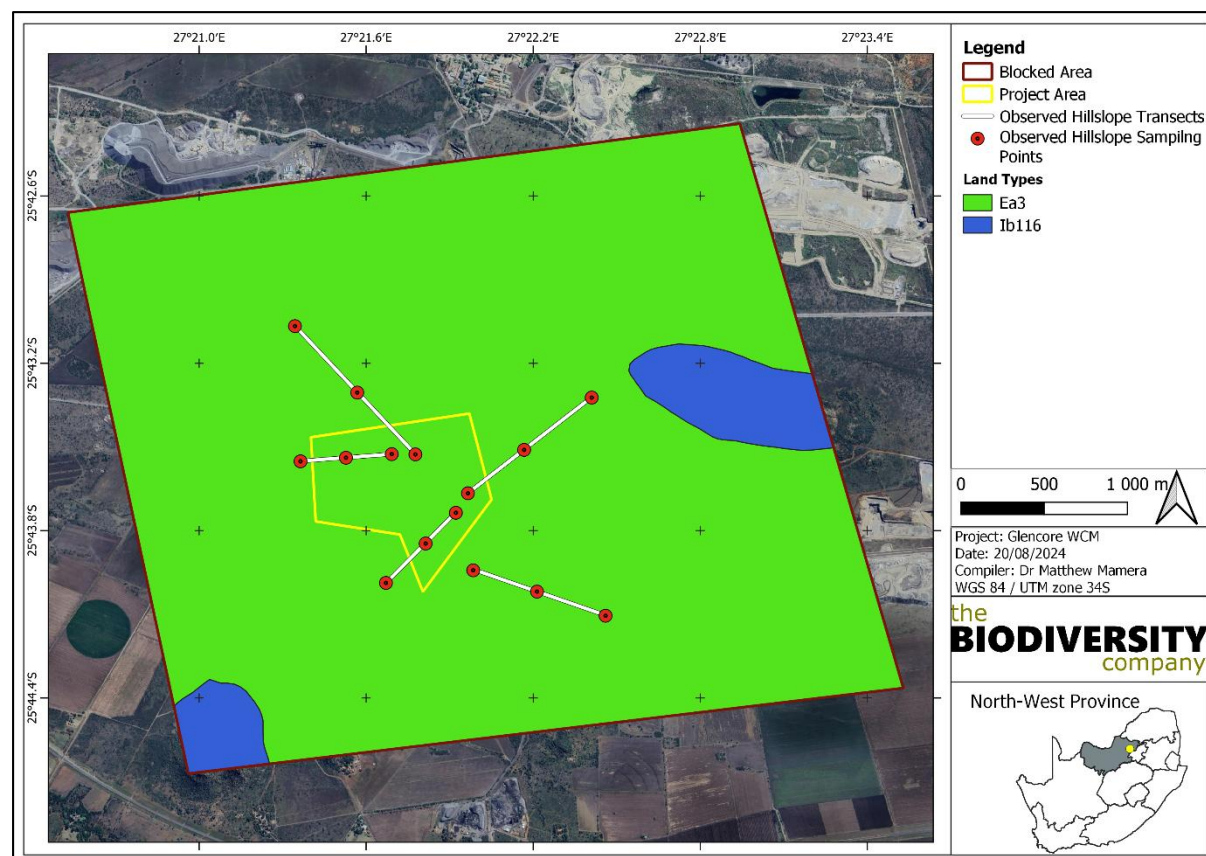 27°21.0'E 27°21.6'E 27°22.2'E 27°22.8'E 27°23.4'E
25°42.6'S
25°43.2'S
25°43.8'S
25°44.4'S
Legend
Blocked Area
Project Area
Observed Hillslope Transects
Observed Hillslope Sampilng
Points
Land Types
Ea3
Ib116
0 500 1 000 m
Project: Glencore WCM
Date: 20/08/2024
Compiler: Dr Matthew Mamera
WGS 84 / UTM zone 34S
the
BIODIVERSITY
company
North-West Province